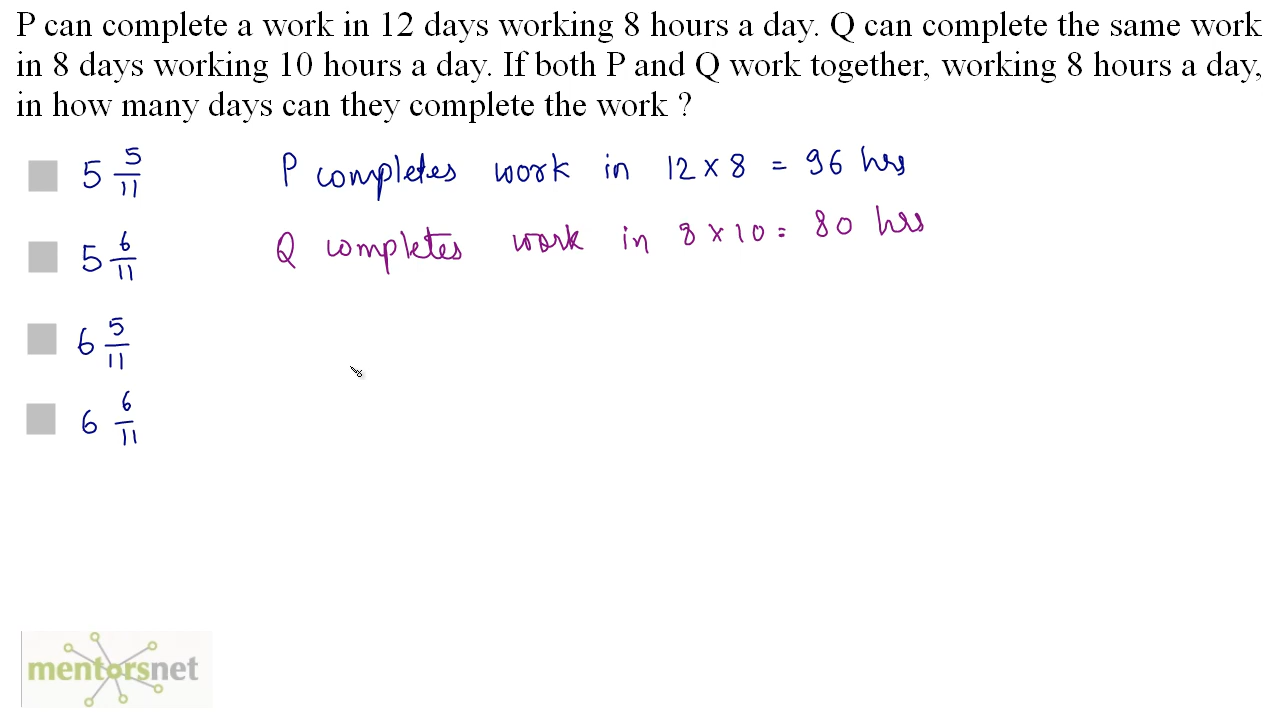 P can complete a work in 12 days working 8 hours a day. Q can complete the same work
in 8 days working 10 hours a day. If both P and Q work together, working 8 hours a day,
in how many days can they complete the work ?
5 5/11
P completes work in 12 × 8 = 96 hrs
5 6/11
Q completes work in 8 × 10 = 80 hrs
6 5/11
6 6/11
mentorsnet